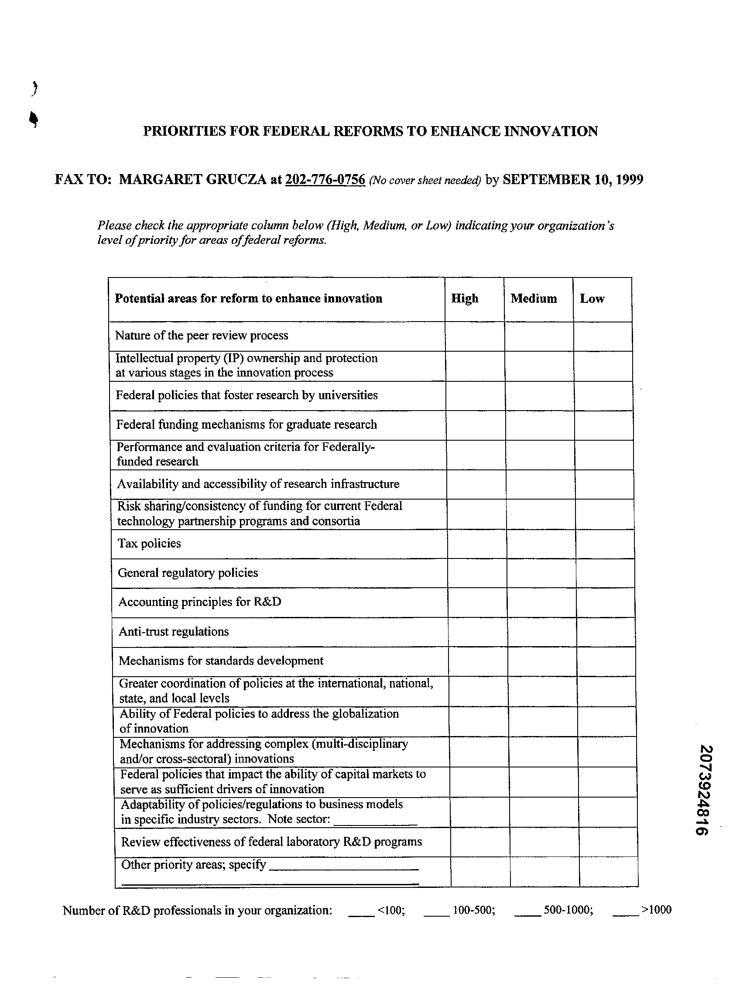 PRIORITIES FOR FEDERAL REFORMS TO ENHANCE INNOVATION
FAX TO: MARGARET GRUCZA at 202-776-0756 (No cover sheet needed) by SEPTEMBER 10, 1999
Please check the appropriate column below (High, Medium, or Low) indicating your organization's
level of priority for areas of federal reforms.
Potential areas for reform to enhance innovation High Medium Low
Nature of the peer review process
Intellectual property (IP) ownership and protection
at various stages in the innovation process
Federal policies that foster research by universities
Federal funding mechanisms for graduate research
Performance and evaluation criteria for Federally-
funded research
Availability and accessibility of research infrastructure
Risk sharing/consistency of funding for current Federal
technology partnership programs and consortia
Tax policies
General regulatory policies
Accounting principles for R&D
Anti-trust regulations
Mechanisms for standards development
Greater coordination of policies at the international, national,
state, and local levels
Ability of Federal policies to address the globalization
of innovation
Mechanisms for addressing complex (multi-disciplinary
and/or cross-sectoral) innovations
Federal policies that impact the ability of capital markets to
serve as sufficient drivers of innovation
Adaptability of policies/regulations to business models
in specific industry sectors. Note sector: ____________
Review effectiveness of federal laboratory R&D programs
Other priority areas; specify ____________________
Number of R&D professionals in your organization: ____ <100; ____ 100-500; ____ 500-1000; ____ >1000
2073924816